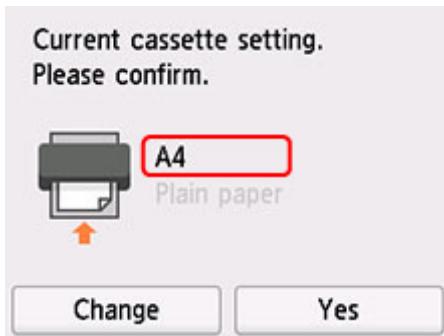 Current cassette setting.
Please confirm.
A4
Plain paper
Change
Yes